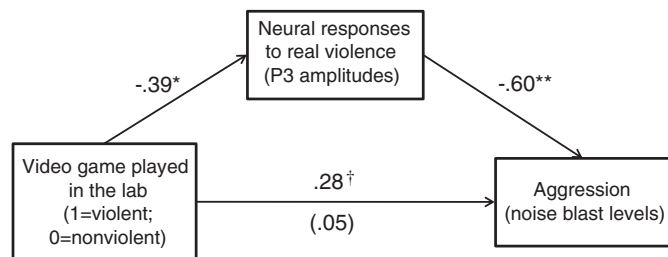 Neural responses
to real violence
(P3 amplitudes)
-.39*
-.60**
Video game played
in the lab
(1=violent;
0=nonviolent)
.28†
(.05)
Aggression
(noise blast levels)